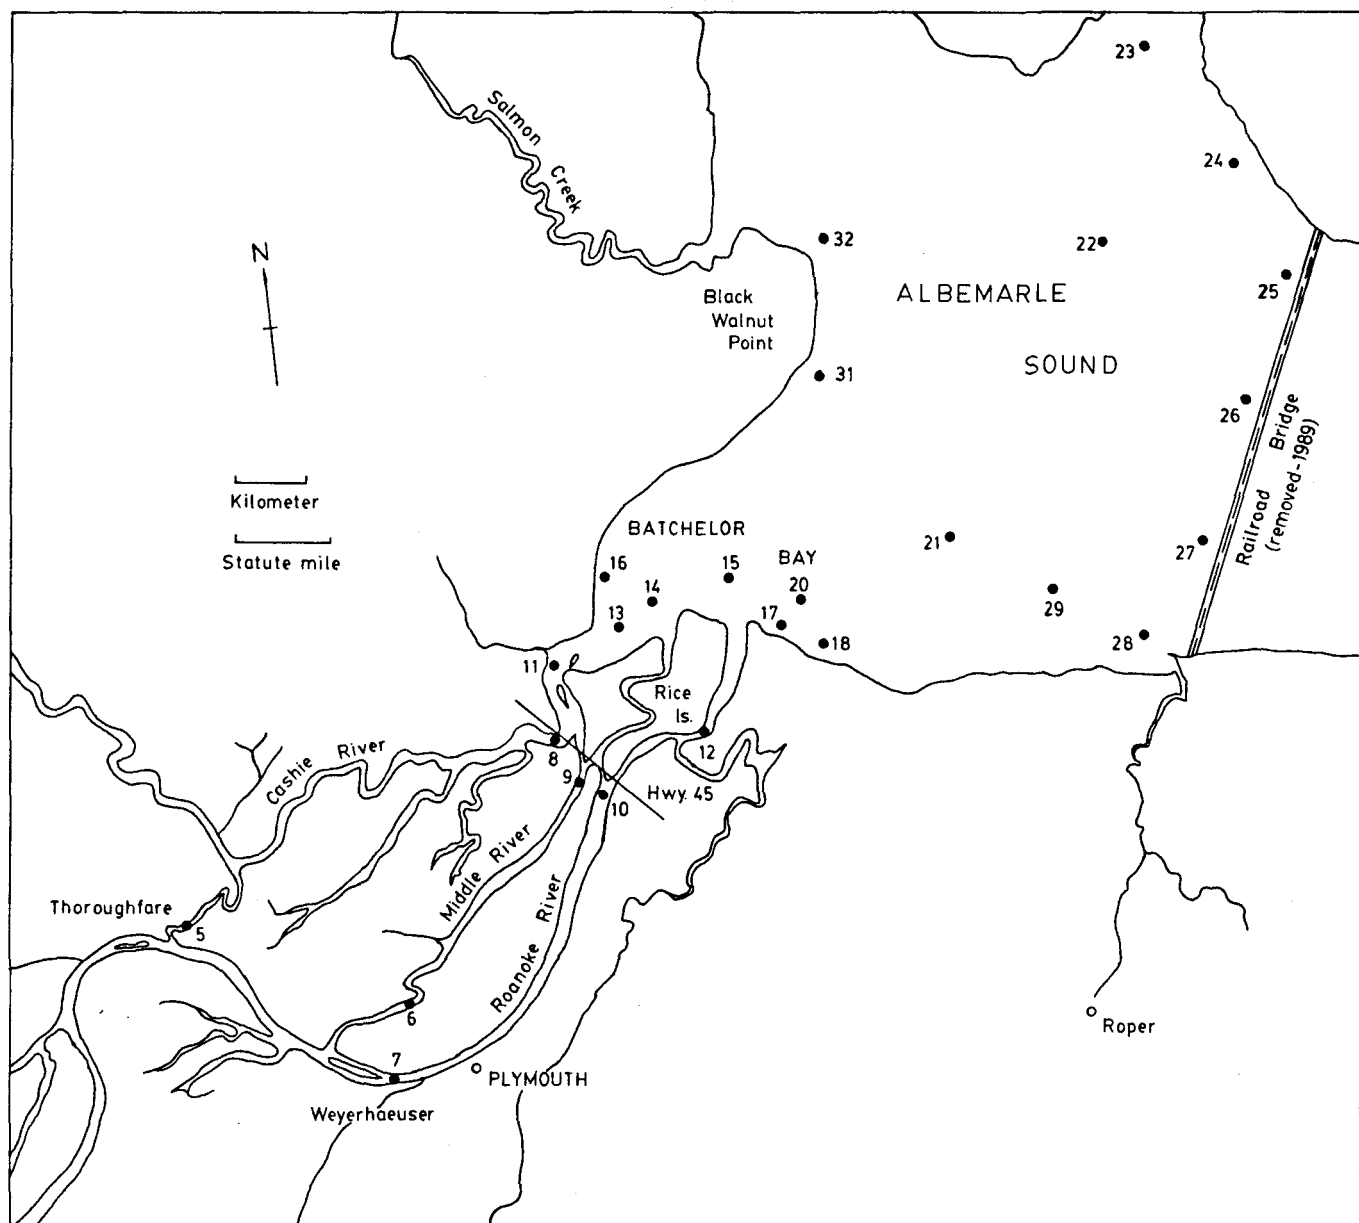 23
Salmon
Creek
24
N
32
22
Black
Walnut
Point
ALBEMARLE
SOUND
25
31
26
Railroad Bridge
(removed-1989)
Kilometer
Statute mile
BATCHELOR
BAY
21
27
16
14
15
20
13
17
18
29
28
11
Rice
Is.
12
8
9
10
Hwy. 45
Cashie River
Middle River
Roanoke River
Thoroughfare
5
6
7
PLYMOUTH
Weyerhaeuser
Roper